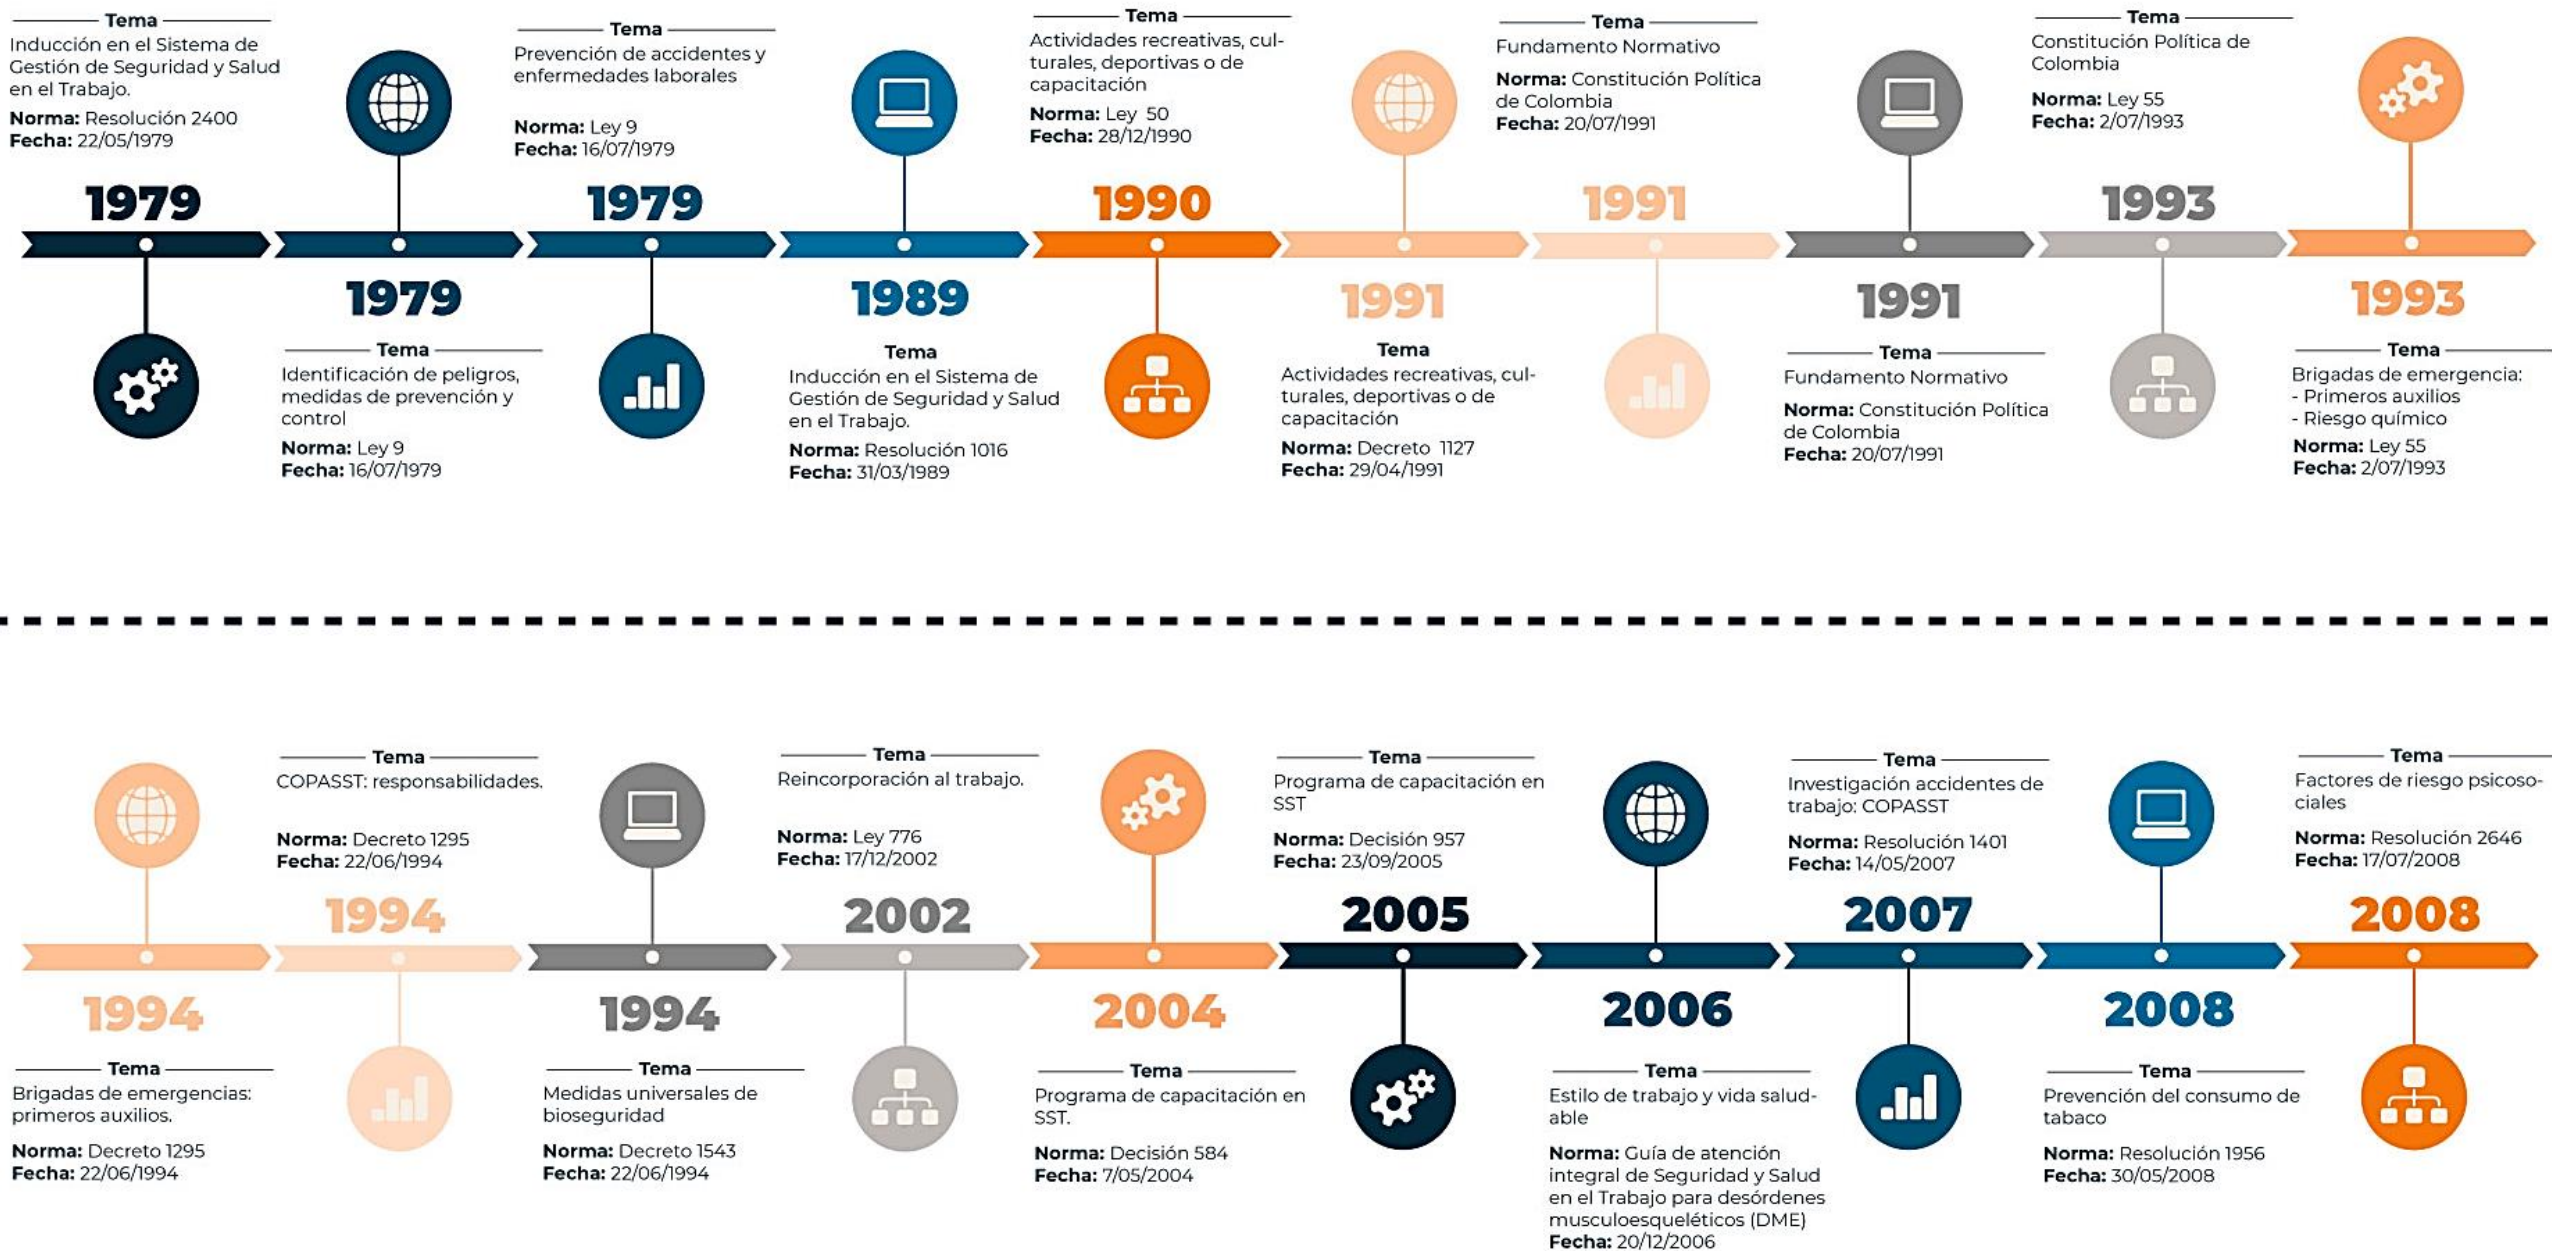 Tema
Inducción en el Sistema de
Gestión de Seguridad y Salud
en el Trabajo.
Norma: Resolución 2400
Fecha: 22/05/1979
1979
1979
Tema
Identificación de peligros,
medidas de prevención y
control
Norma: Ley 9
Fecha: 16/07/1979
Tema
Prevención de accidentes y
enfermedades laborales
Norma: Ley 9
Fecha: 16/07/1979
1979
1989
Tema
Inducción en el Sistema de
Gestión de Seguridad y Salud
en el Trabajo.
Norma: Resolución 1016
Fecha: 31/03/1989
Tema
Actividades recreativas, cul-
turales, deportivas o de
capacitación
Norma: Ley 50
Fecha: 28/12/1990
1990
1991
Tema
Actividades recreativas, cul-
turales, deportivas o de
capacitación
Norma: Decreto 1127
Fecha: 29/04/1991
Tema
Fundamento Normativo
Norma: Constitución Política
de Colombia
Fecha: 20/07/1991
1991
1991
Tema
Fundamento Normativo
Norma: Constitución Política
de Colombia
Fecha: 20/07/1991
Tema
Constitución Política de
Colombia
Norma: Ley 55
Fecha: 2/07/1993
1993
1993
Tema
Brigadas de emergencia:
- Primeros auxilios
- Riesgo químico
Norma: Ley 55
Fecha: 2/07/1993
1994
Tema
Brigadas de emergencias:
primeros auxilios.
Norma: Decreto 1295
Fecha: 22/06/1994
Tema
COPASST: responsabilidades.
Norma: Decreto 1295
Fecha: 22/06/1994
1994
1994
Tema
Medidas universales de
bioseguridad
Norma: Decreto 1543
Fecha: 22/06/1994
Tema
Reincorporación al trabajo.
Norma: Ley 776
Fecha: 17/12/2002
2002
2004
Tema
Programa de capacitación en
SST.
Norma: Decisión 584
Fecha: 7/05/2004
Tema
Programa de capacitación en
SST
Norma: Decisión 957
Fecha: 23/09/2005
2005
2006
Tema
Estilo de trabajo y vida salud-
able
Norma: Guía de atención
integral de Seguridad y Salud
en el Trabajo para desórdenes
musculoesqueléticos (DME)
Fecha: 20/12/2006
Tema
Investigación accidentes de
trabajo: COPASST
Norma: Resolución 1401
Fecha: 14/05/2007
2007
2008
Tema
Prevención del consumo de
tabaco
Norma: Resolución 1956
Fecha: 30/05/2008
Tema
Factores de riesgo psicoso-
ciales
Norma: Resolución 2646
Fecha: 17/07/2008
2008